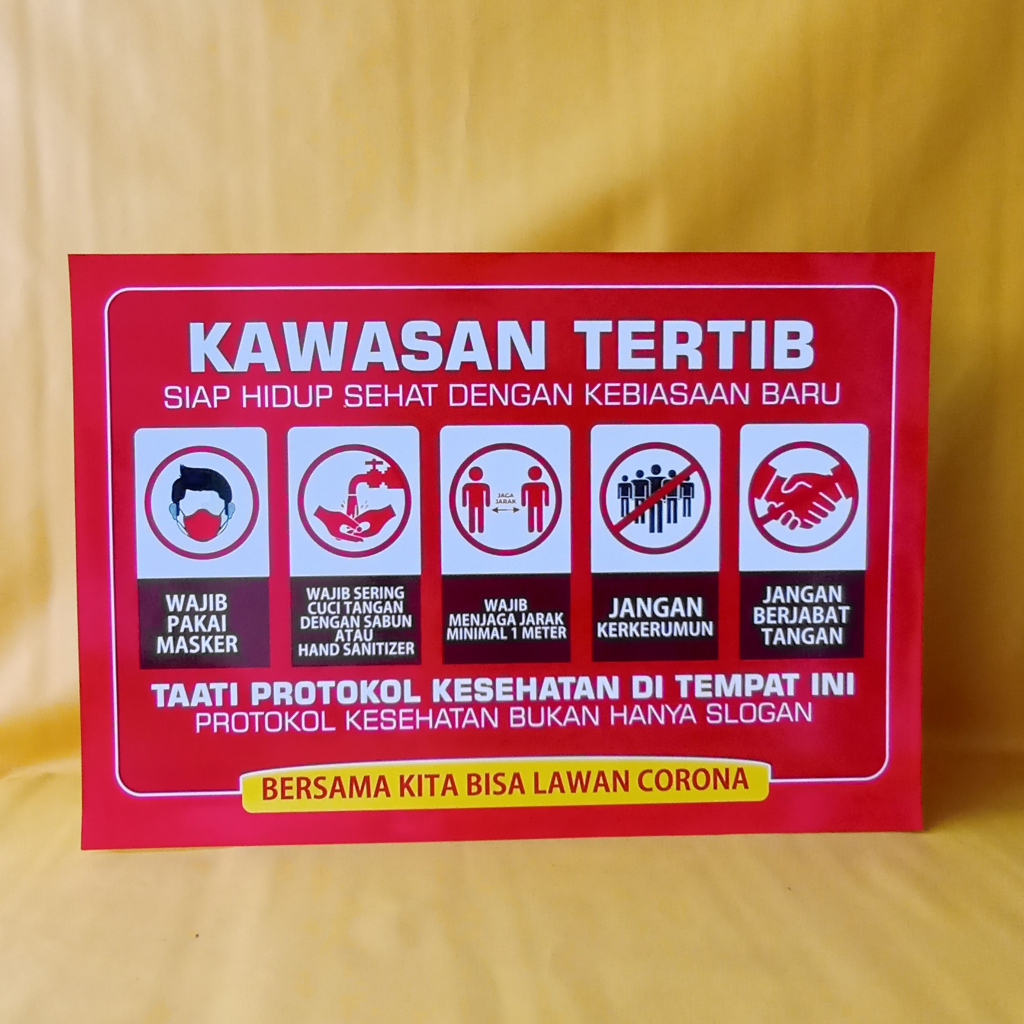 KAWASAN TERTIB
SIAP HIDUP SEHAT DENGAN KEBIASAAN BARU
JAGA
JARAK
WAJIB
PAKAI
MASKER
WAJIB SERING
CUCI TANGAN
DENGAN SABUN
ATAU
HAND SANITIZER
WAJIB
MENJAGA JARAK
MINIMAL 1 METER
JANGAN
KERKERUMUN
JANGAN
BERJABAT
TANGAN
TAATI PROTOKOL KESEHATAN DI TEMPAT INI
PROTOKOL KESEHATAN BUKAN HANYA SLOGAN
BERSAMA KITA BISA LAWAN CORONA